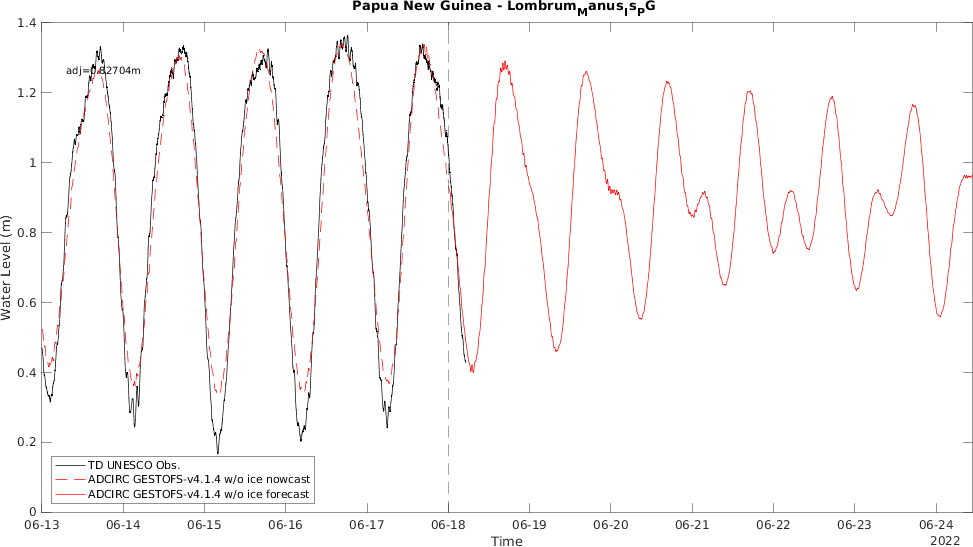 Papua New Guinea - LombrumManusIsPG
1.4
adj=0.82704m
1.2
1
0.8
Water Level (m)
0.6
0.4
0.2
TD UNESCO Obs.
ADCIRC GESTOFS-v4.1.4 w/o ice nowcast
ADCIRC GESTOFS-v4.1.4 w/o ice forecast
0
06-13 06-14 06-15 06-16 06-17 06-18 06-19 06-20 06-21 06-22 06-23 06-24
Time
2022